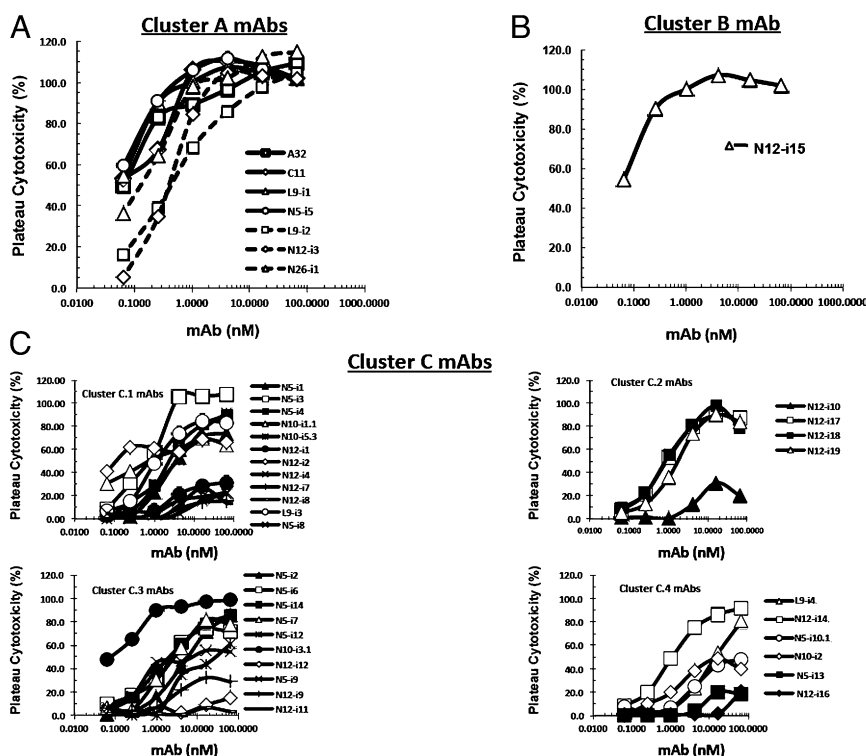 A
Cluster A mAbs
Plateau Cytotoxicity (%)
120.0
100.0
80.0
60.0
40.0
20.0
0.0
0.0100 0.1000 1.0000 10.0000 100.0000 1000.0000
mAb (nM)
A32
C11
L9-i1
N5-i5
L9-i2
N12-i3
N26-i1
B
Cluster B mAb
Plateau Cytotoxicity (%)
120.0
100.0
80.0
60.0
40.0
20.0
0.0
0.0100 0.1000 1.0000 10.0000 100.0000 1000.0000
mAb (nM)
N12-i15
C
Cluster C mAbs
Cluster C.1 mAbs
Plateau Cytotoxicity (%)
120.00
100.00
80.00
60.00
40.00
20.00
0.00
0.0100 0.1000 1.0000 10.0000 100.0000
mAb (nM)
N5-i1
N5-i3
N5-i4
N10-i1.1
N10-i5.3
N12-i1
N12-i2
N12-i4
N12-i7
N12-i8
L9-i3
N5-i8
Cluster C.2 mAbs
Plateau Cytotoxicity (%)
120.00
100.00
80.00
60.00
40.00
20.00
0.00
0.0100 0.1000 1.0000 10.0000 100.0000
mAb (nM)
N12-i10
N12-i17
N12-i18
N12-i19
Cluster C.3 mAbs
Plateau Cytotoxicity (%)
120.0
100.0
80.0
60.0
40.0
20.0
0.0
0.0100 0.1000 1.0000 10.0000 100.0000
mAb (nM)
N5-i2
N5-i6
N5-i14
N5-i7
N5-i12
N10-i3.1
N12-i12
N5-i9
N12-i9
N12-i11
Cluster C.4 mAbs
Plateau Cytotoxicity (%)
120.0
100.0
80.0
60.0
40.0
20.0
0.0
0.0100 0.1000 1.0000 10.0000 100.0000
mAb (nM)
L9-i4
N12-i14
N5-i10.1
N10-i2
N5-i13
N12-i16